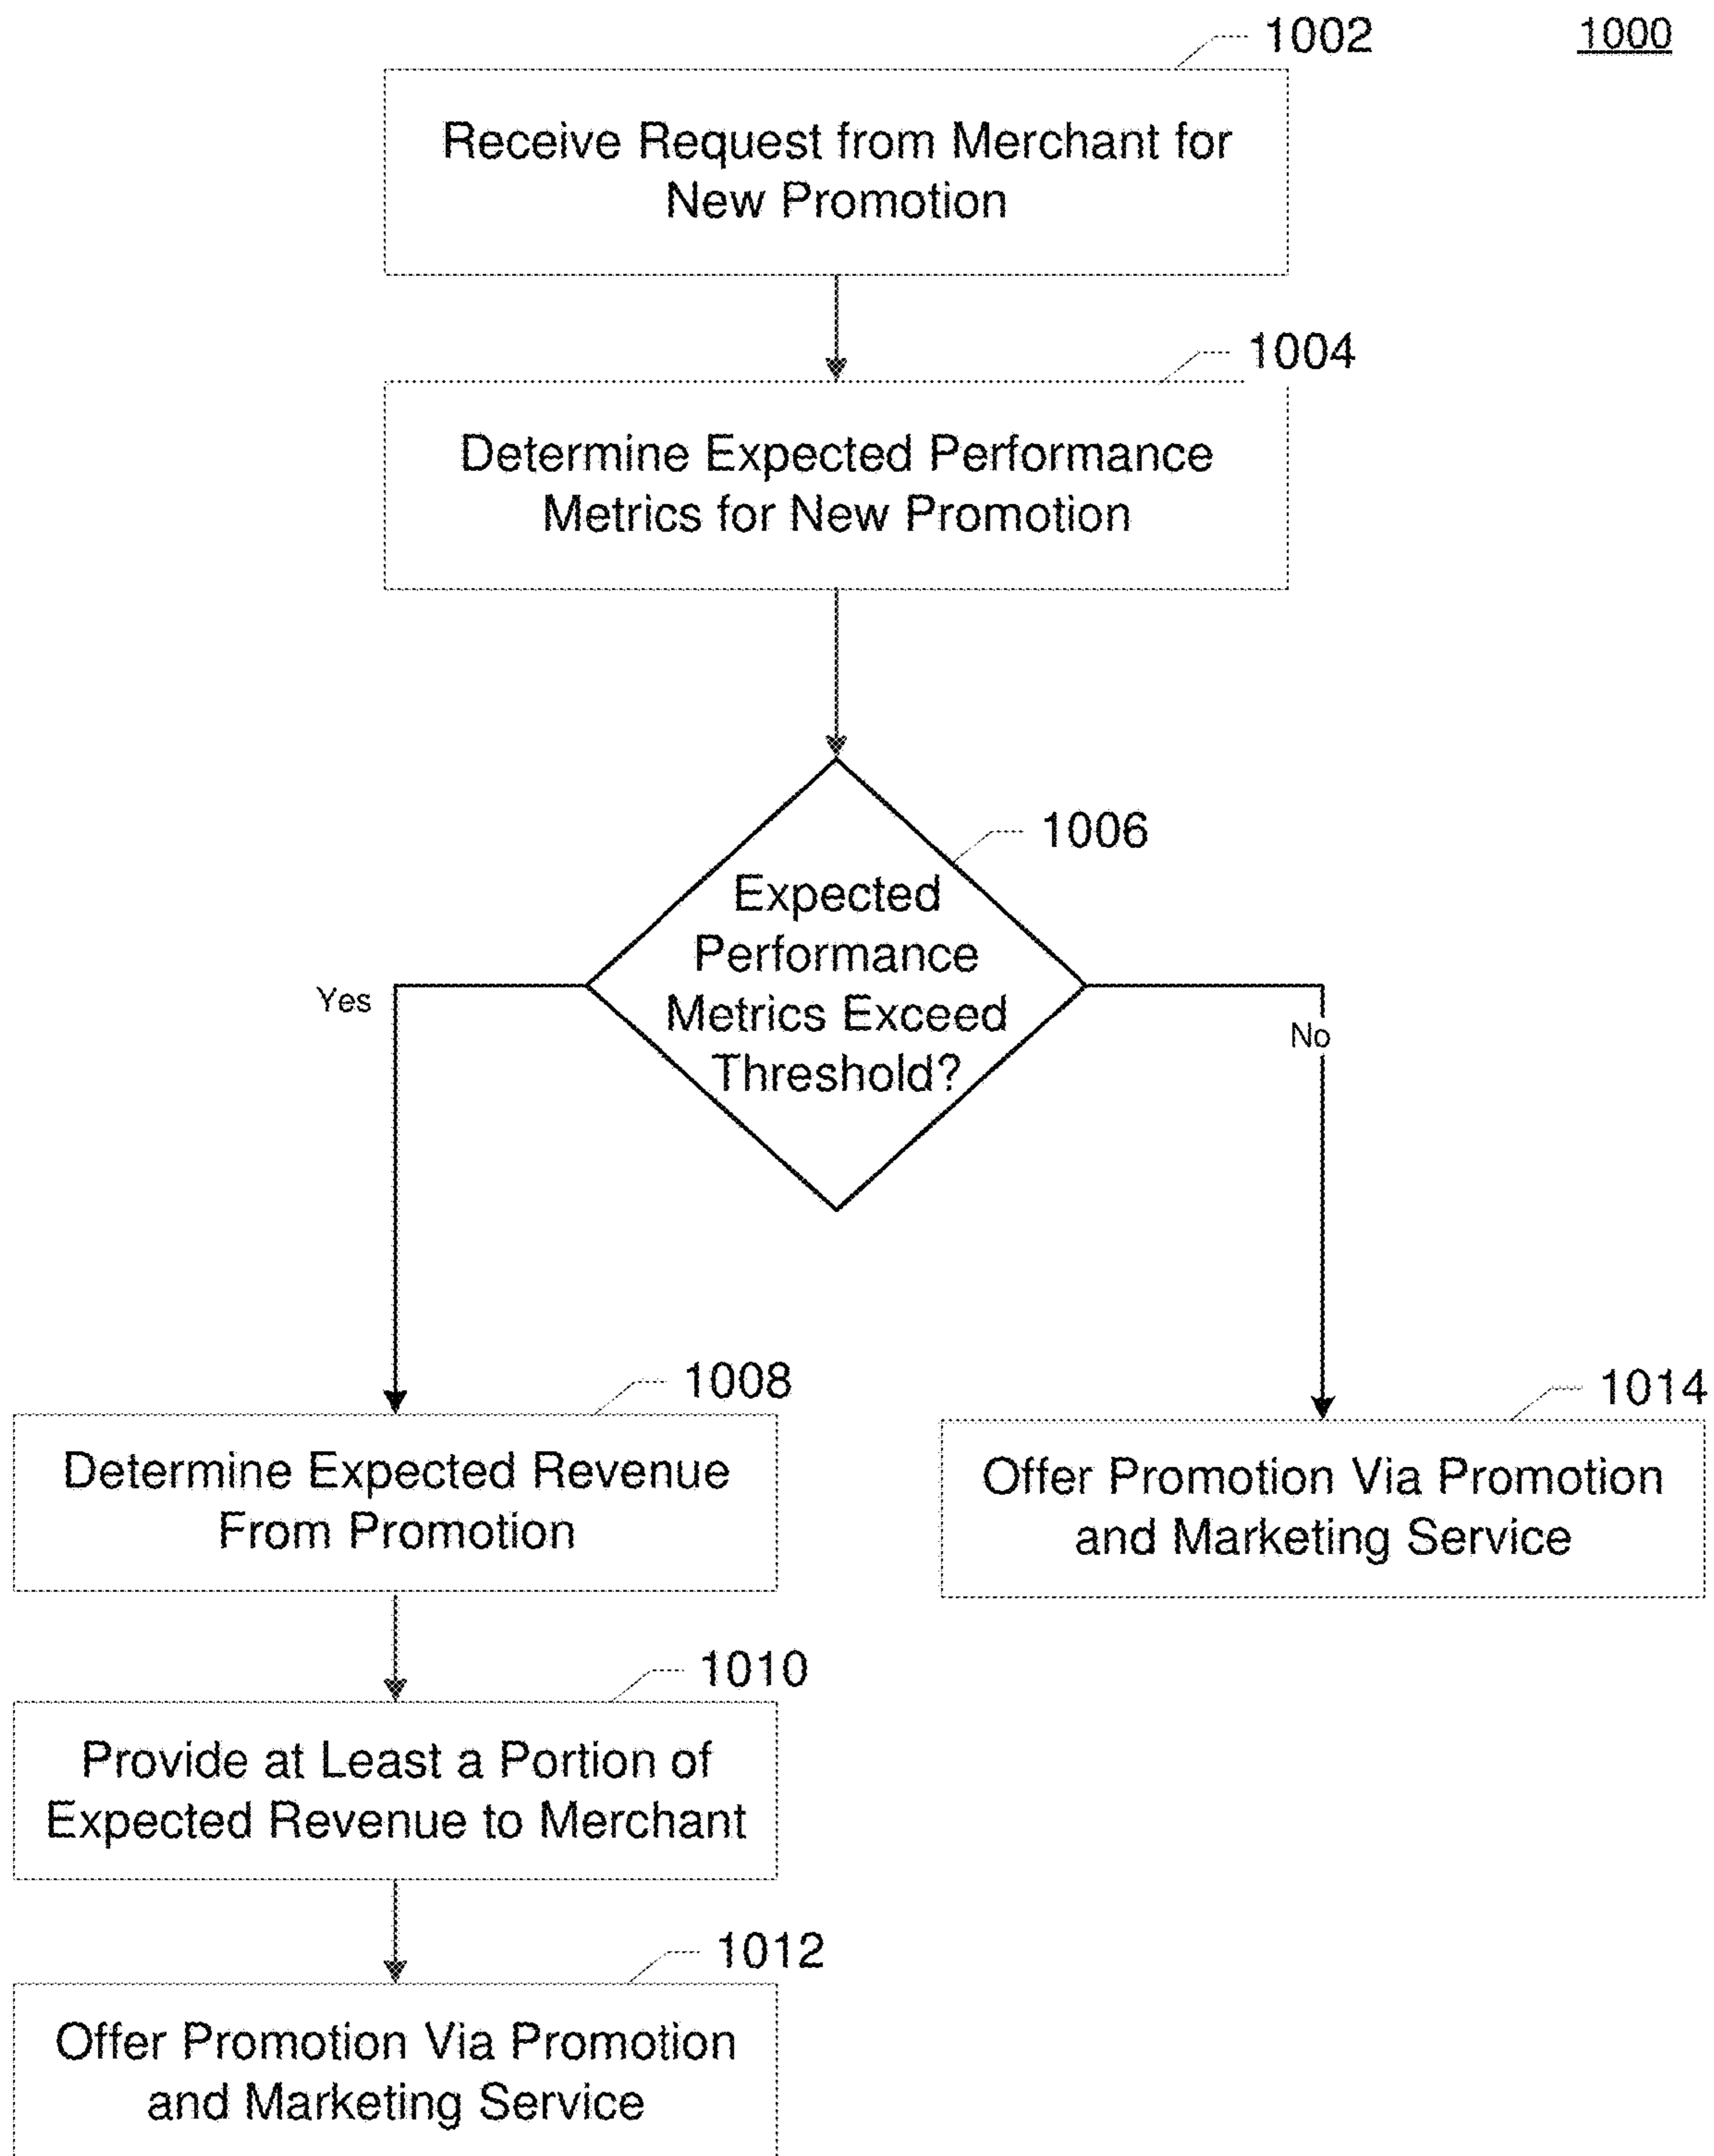 1002
1000
Receive Request from Merchant for
New Promotion
1004
Determine Expected Performance
Metrics for New Promotion
1006
Expected
Performance
Metrics Exceed
Threshold?
Yes
No
1008
Determine Expected Revenue
From Promotion
1014
Offer Promotion Via Promotion
and Marketing Service
1010
Provide at Least a Portion of
Expected Revenue to Merchant
1012
Offer Promotion Via Promotion
and Marketing Service